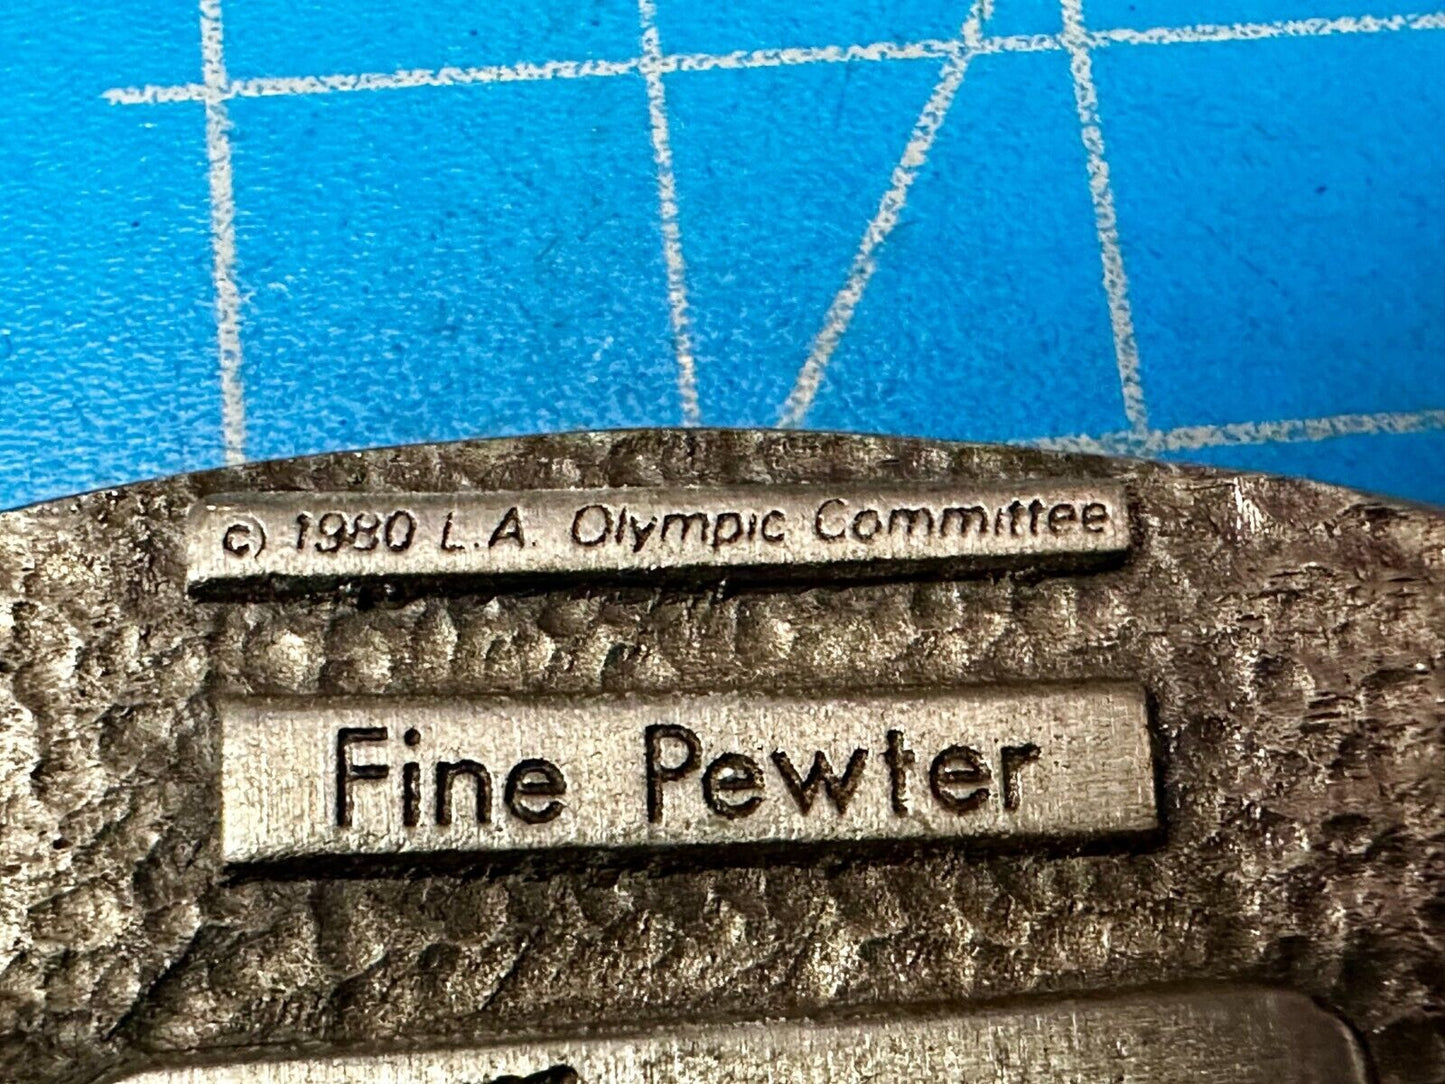 (c) 1980 L.A. Olympic Committee
Fine Pewter